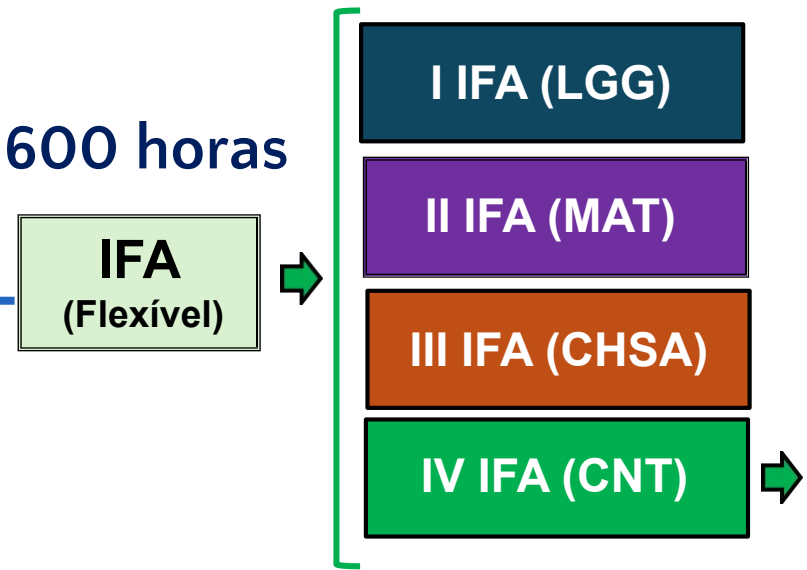 600 horas
IFA
(Flexível)
I IFA (LGG)
II IFA (MAT)
III IFA (CHSA)
IV IFA (CNT)